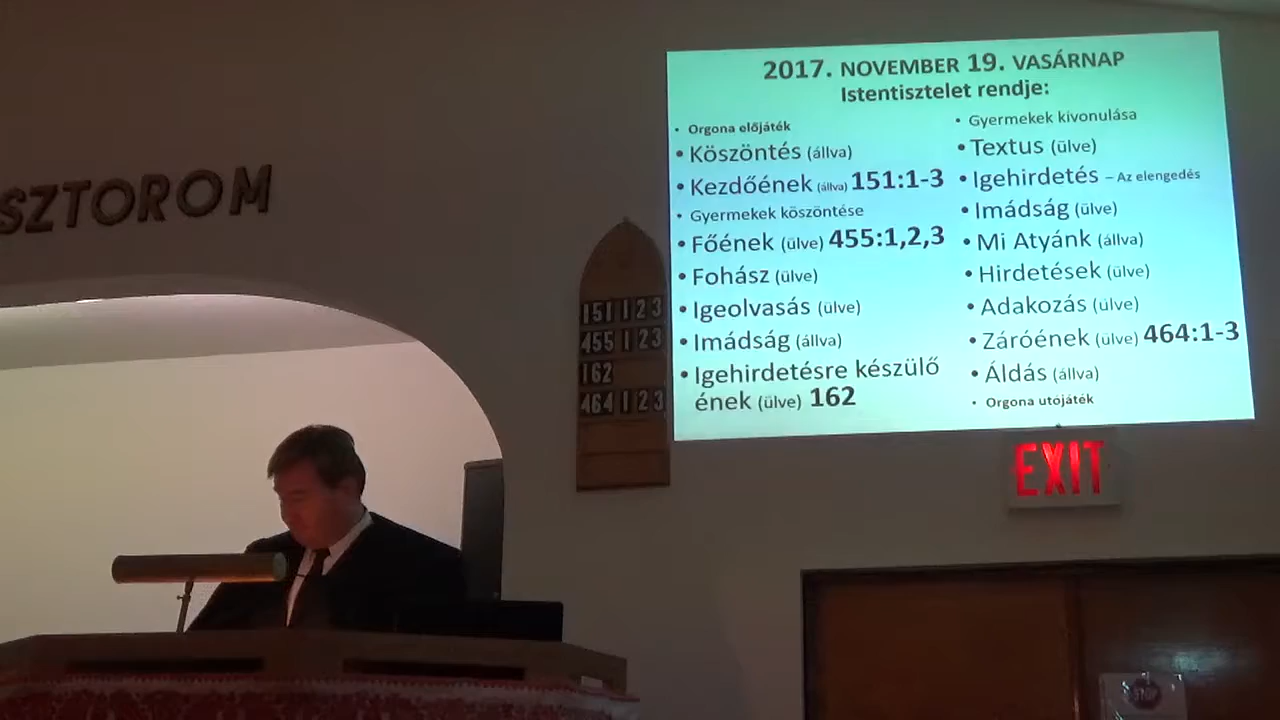 SZTOROM
2017. NOVEMBER 19. VASÁRNAP
Istentisztelet rendje:
• Orgona előjáték
• Köszöntés (állva)
• Kezdőének (állva) 151:1-3
• Gyermekek köszöntése
• Főének (ülve) 455:1,2,3
• Fohász (ülve)
• Igeolvasás (ülve)
• Imádság (állva)
• Igehirdetésre készülő
ének (ülve) 162
• Gyermekek kivonulása
• Textus (ülve)
• Igehirdetés – Az elengedés
• Imádság (ülve)
• Mi Atyánk (állva)
• Hirdetések (ülve)
• Adakozás (ülve)
• Záróének (ülve) 464:1-3
• Áldás (állva)
• Orgona utójáték
151 1 2 3
455 1 2 3
162
464 1 2 3
EXIT
STOP